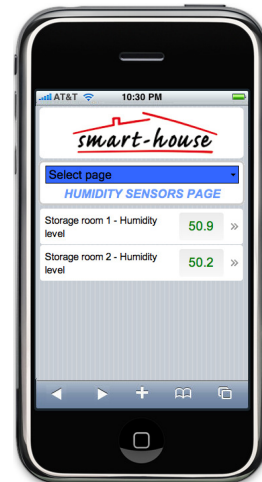 AT&T 10:30 PM
smart-house
Select page
HUMIDITY SENSORS PAGE
Storage room 1 - Humidity
level
50.9 »
Storage room 2 - Humidity
level
50.2 »